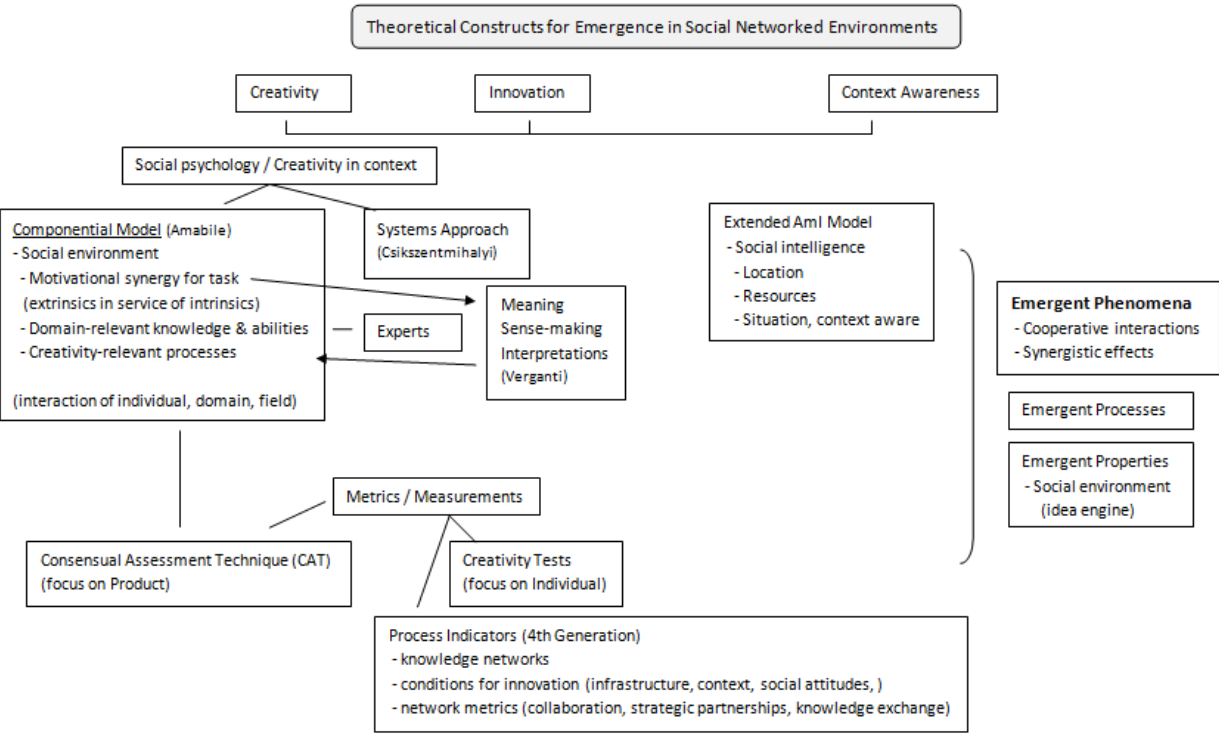 Theoretical Constructs for Emergence in Social Networked Environments
Creativity
Innovation
Context Awareness
Social psychology / Creativity in context
Componential Model (Amabile)
- Social environment
- Motivational synergy for task
(extrinsics in service of intrinsics)
- Domain-relevant knowledge & abilities
- Creativity-relevant processes
(interaction of individual, domain, field)
Systems Approach
(Csikszentmihalyi)
Experts
Meaning
Sense-making
Interpretations
(Verganti)
Extended AmI Model
- Social intelligence
- Location
- Resources
- Situation, context aware
Emergent Phenomena
- Cooperative interactions
- Synergistic effects
Emergent Processes
Emergent Properties
- Social environment
(idea engine)
Metrics / Measurements
Consensual Assessment Technique (CAT)
(focus on Product)
Creativity Tests
(focus on Individual)
Process Indicators (4th Generation)
- knowledge networks
- conditions for innovation (infrastructure, context, social attitudes, )
- network metrics (collaboration, strategic partnerships, knowledge exchange)